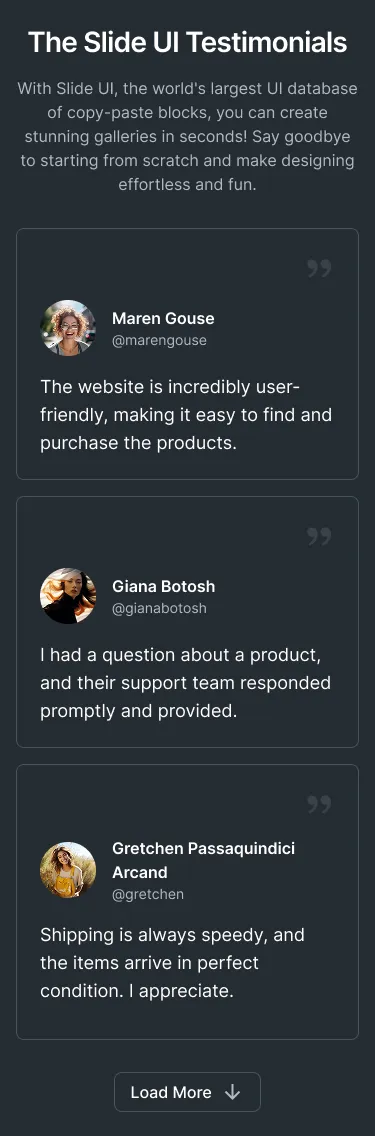 The Slide UI Testimonials
With Slide UI, the world's largest UI database
of copy-paste blocks, you can create
stunning galleries in seconds! Say goodbye
to starting from scratch and make designing
effortless and fun.
”
Maren Gouse
@marengouse
The website is incredibly user-
friendly, making it easy to find and
purchase the products.
”
Giana Botosh
@gianabotosh
I had a question about a product,
and their support team responded
promptly and provided.
”
Gretchen Passaquindici
Arcand
@gretchen
Shipping is always speedy, and
the items arrive in perfect
condition. I appreciate.
Load More